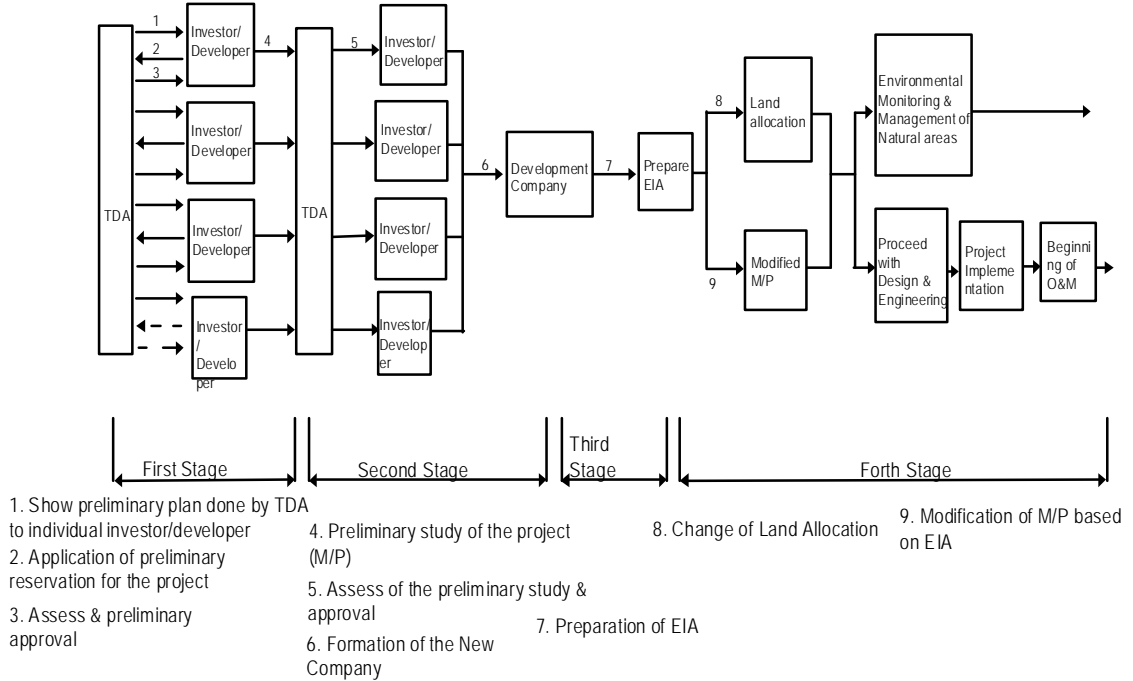 1
2
3
4
5
6
7
8
9
TDA
Investor/
Developer
Investor/
Developer
Investor/
Developer
Investor
/
Develo
per
TDA
Investor/
Developer
Investor/
Developer
Investor/
Developer
Investor/
Develop
er
Development
Company
Prepare
EIA
Land
allocation
Modified
M/P
Environmental
Monitoring &
Management of
Natural areas
Proceed
with
Design &
Engineering
Project
Impleme
ntation
Beginni
ng of
O&M
First Stage
Second Stage
Third
Stage
Forth Stage
1. Show preliminary plan done by TDA
to individual investor/developer
2. Application of preliminary
reservation for the project
3. Assess & preliminary
approval
4. Preliminary study of the project
(M/P)
5. Assess of the preliminary study &
approval
6. Formation of the New
Company
7. Preparation of EIA
8. Change of Land Allocation
9. Modification of M/P based
on EIA